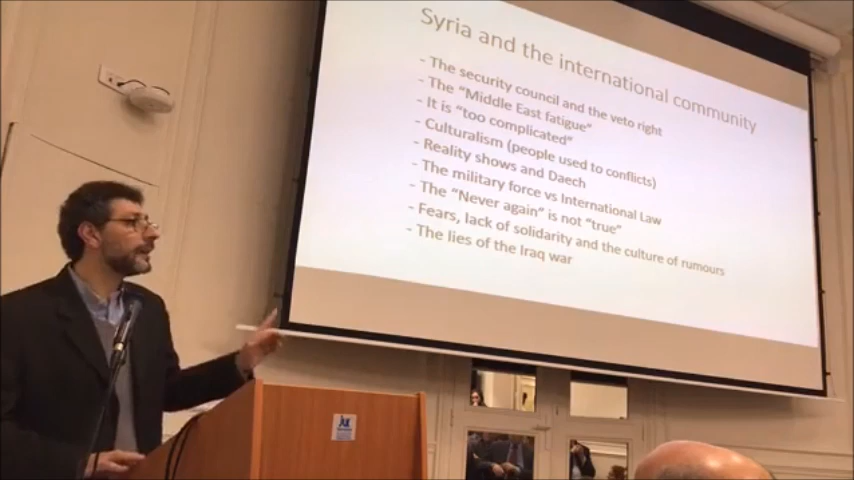 Syria and the international community
- The security council and the veto right
- The "Middle East fatigue"
- It is "too complicated"
- Culturalism (people used to conflicts)
- Reality shows and Daech
- The military force vs International Law
- The "Never again" is not "true"
- Fears, lack of solidarity and the culture of rumours
- The lies of the Iraq war